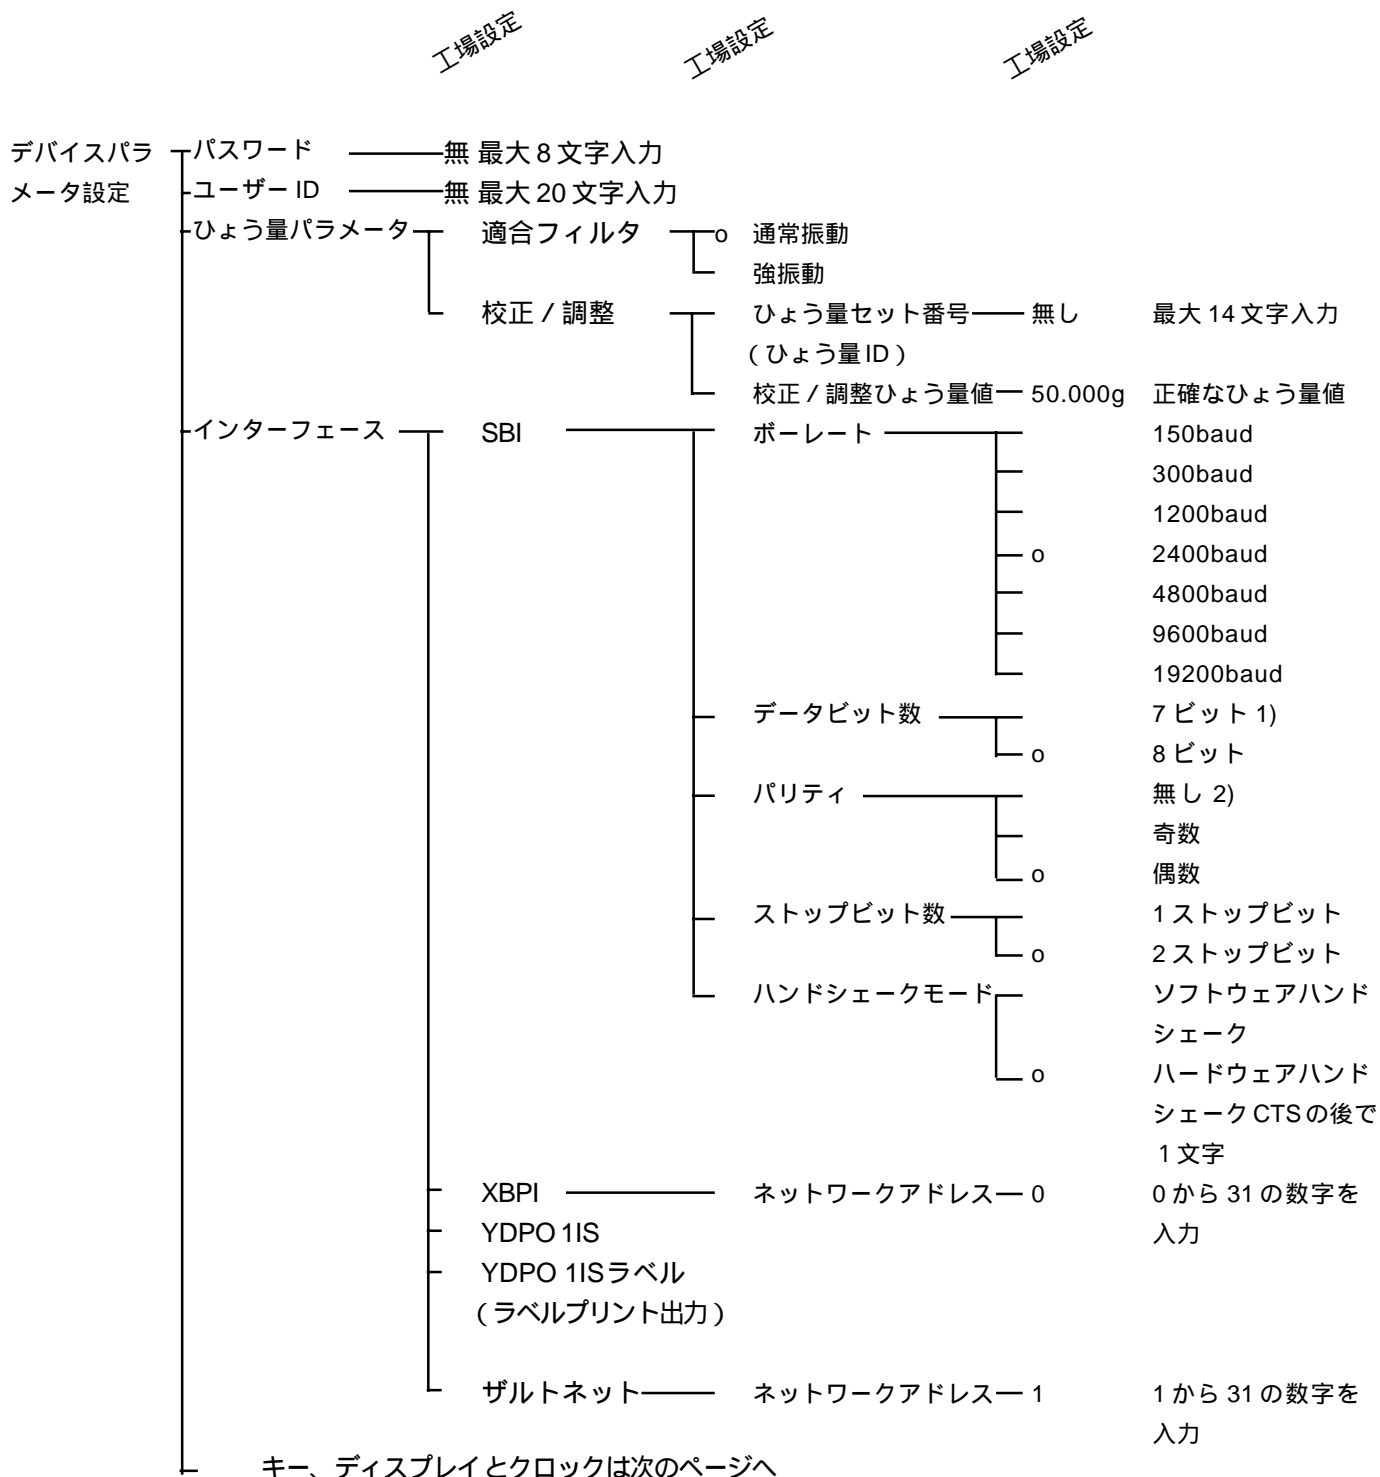 工場設定 工場設定 工場設定
デバイスパラ パスワード 無 最大 8 文字入力
メータ設定 ユーザー ID 無 最大 20 文字入力
ひょう量パラメータ 適合フィルタ o 通常振動
強振動
校正 / 調整 ひょう量セット番号 無し 最大 14 文字入力
( ひょう量 ID )
校正 / 調整ひょう量値 50.000g 正確なひょう量値
インターフェース SBI ボーレート 150baud
300baud
1200baud
o 2400baud
4800baud
9600baud
19200baud
データビット数 7 ビット 1)
o 8 ビット
パリティ 無し 2)
奇数
o 偶数
ストップビット数 1 ストップビット
o 2 ストップビット
ハンドシェークモード ソフトウェアハンド
シェーク
o ハードウェアハンド
シェーク CTS の後で
1 文字
XBPI ネットワークアドレス 0 0 から 31 の数字を
YDPO 1IS 入力
YDPO 1ISラベル
( ラベルプリント出力 )
ザルトネット ネットワークアドレス 1 1 から 31 の数字を
入力
キー、ディスプレイとクロックは次のページへ